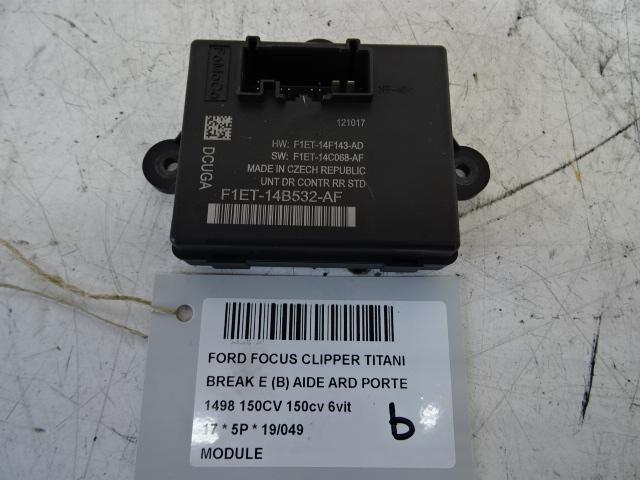 FoMoCo
121017
HW: F1ET-14F143-AD
SW: F1ET-14C068-AF
MADE IN CZECH REPUBLIC
UNT DR CONTR RR STD
DCUGA
F1ET-14B532-AF
FORD FOCUS CLIPPER TITANI
BREAK E (B) AIDE ARD PORTE
1498 150CV 150cv 6vit
17 * 5P * 19/049
MODULE
b